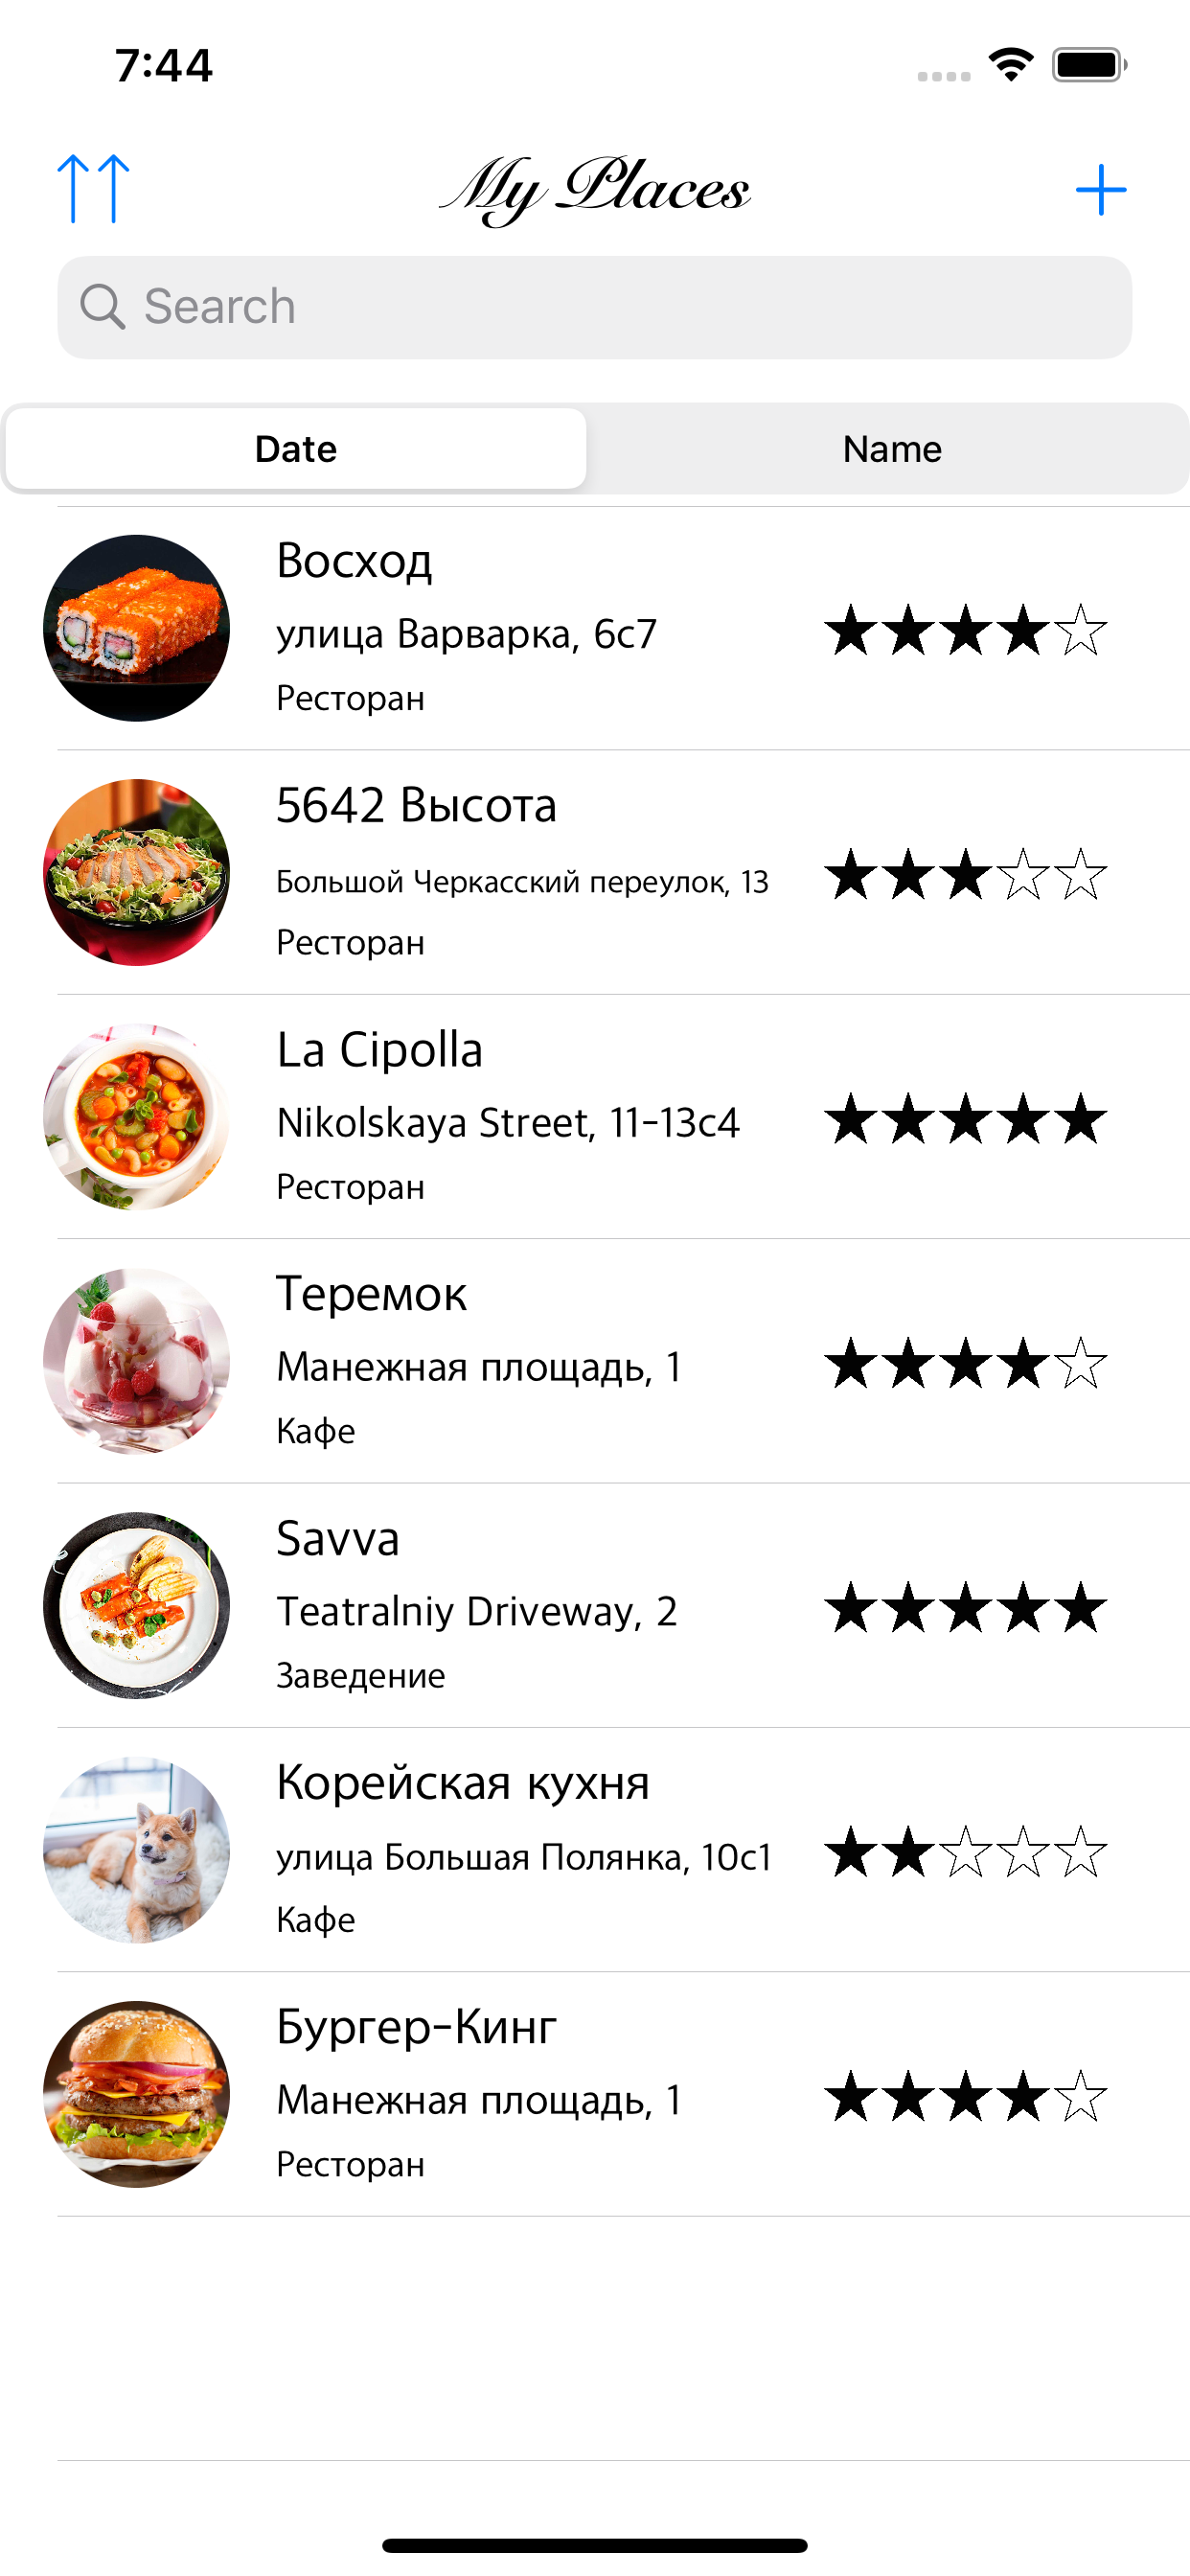 7:44
My Places
Search
Date
Name
Восход
улица Варварка, 6с7
Ресторан
5642 Высота
Большой Черкасский переулок, 13
Ресторан
La Cipolla
Nikolskaya Street, 11-13с4
Ресторан
Теремок
Манежная площадь, 1
Кафе
Savva
Teatralniy Driveway, 2
Заведение
Корейская кухня
улица Большая Полянка, 10с1
Кафе
Бургер-Кинг
Манежная площадь, 1
Ресторан